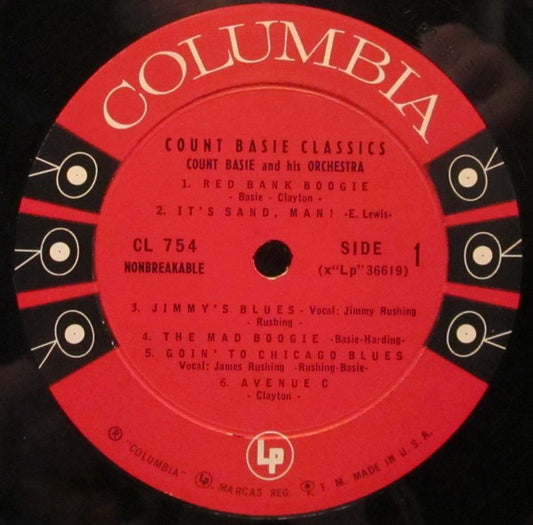 COLUMBIA
COUNT BASIE CLASSICS
COUNT BASIE and his ORCHESTRA
1. RED BANK BOOGIE
- Basie - Clayton -
2. IT'S SAND, MAN! -E. Lewis-
CL 754
NONBREAKABLE
SIDE 1
(x"Lp"36619)
3. JIMMY'S BLUES - Vocal: Jimmy Rushing
- Rushing -
4. THE MAD BOOGIE -Basie-Harding-
5. GOIN' TO CHICAGO BLUES
Vocal: James Rushing -Rushing-Basie-
6. AVENUE C
- Clayton -
Lp
® "COLUMBIA" Lp. MARCAS REG. T. M. MADE IN U. S. A.